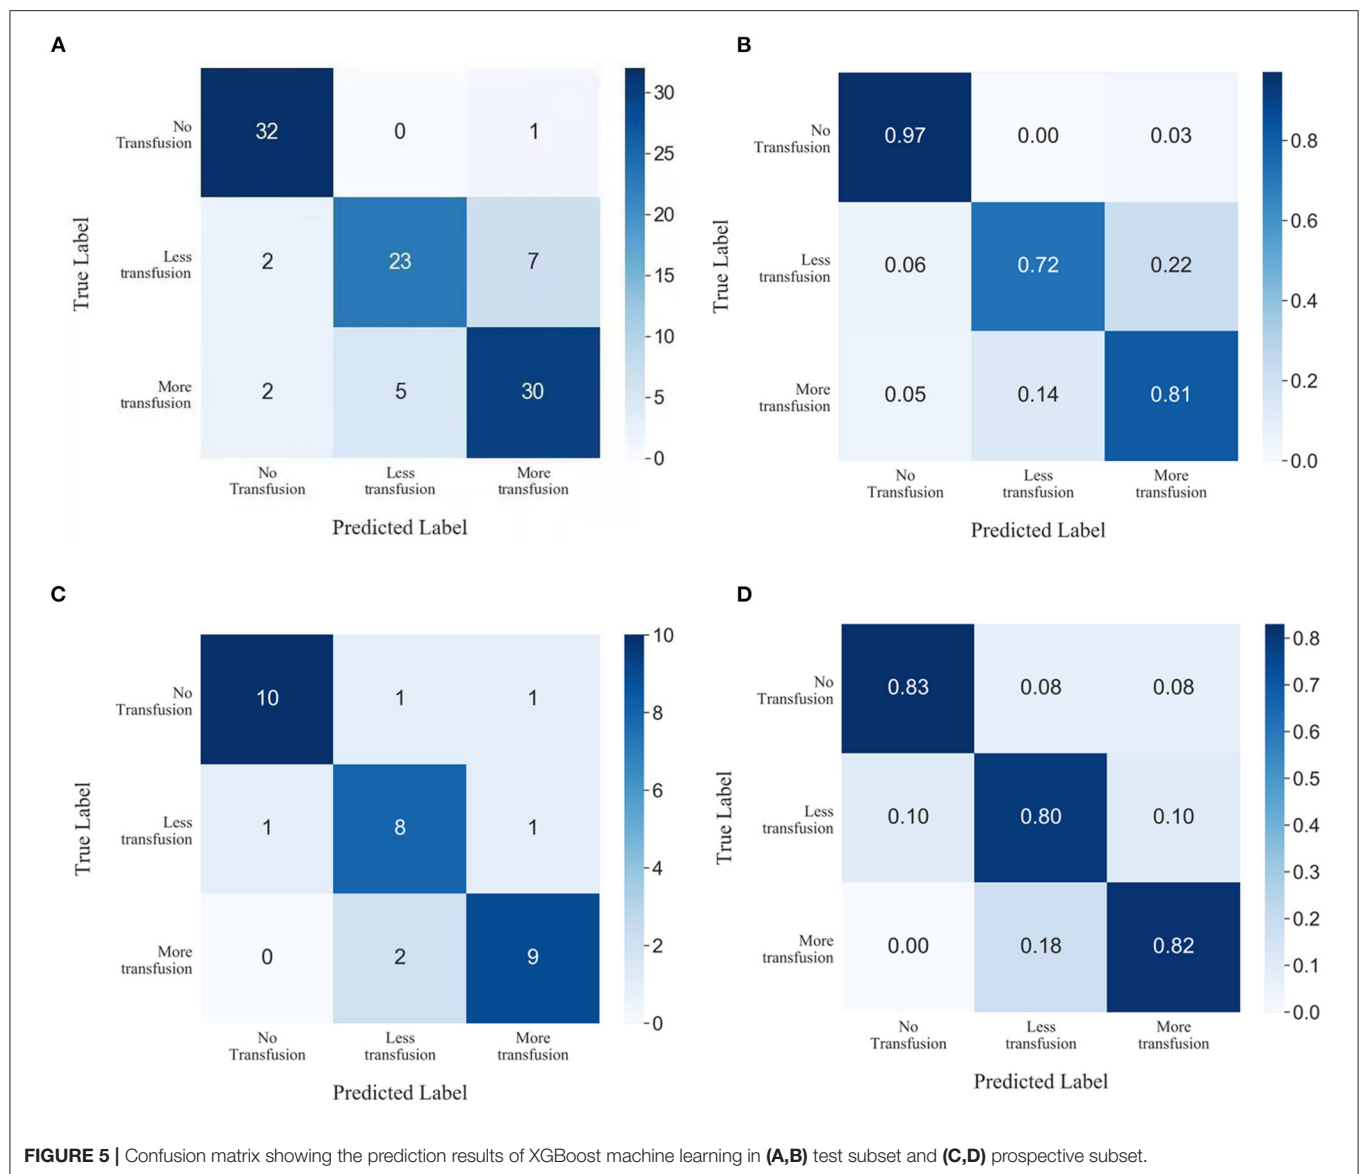 A
No
Transfusion
Less
transfusion
More
transfusion
True Label
32 0 1
2 23 7
2 5 30
30
25
20
15
10
5
0
No
Transfusion
Less
transfusion
More
transfusion
Predicted Label
B
No
Transfusion
Less
transfusion
More
transfusion
True Label
0.97 0.00 0.03
0.06 0.72 0.22
0.05 0.14 0.81
0.8
0.6
0.4
0.2
0.0
No
Transfusion
Less
transfusion
More
transfusion
Predicted Label
C
No
Transfusion
Less
transfusion
More
transfusion
True Label
10 1 1
1 8 1
0 2 9
10
8
6
4
2
0
No
Transfusion
Less
transfusion
More
transfusion
Predicted Label
D
No
Transfusion
Less
transfusion
More
transfusion
True Label
0.83 0.08 0.08
0.10 0.80 0.10
0.00 0.18 0.82
0.8
0.7
0.6
0.5
0.4
0.3
0.2
0.1
0.0
No
Transfusion
Less
transfusion
More
transfusion
Predicted Label
FIGURE 5 | Confusion matrix showing the prediction results of XGBoost machine learning in (A,B) test subset and (C,D) prospective subset.